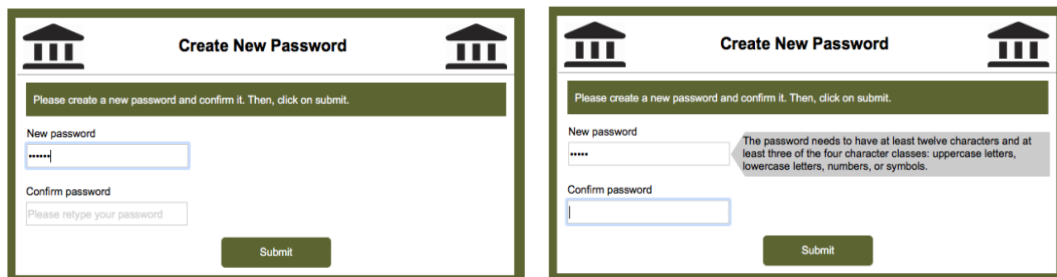 Create New Password
Please create a new password and confirm it. Then, click on submit.
New password
••••••
Confirm password
Please retype your password
Submit
Create New Password
Please create a new password and confirm it. Then, click on submit.
New password
•••••
The password needs to have at least twelve characters and at
least three of the four character classes: uppercase letters,
lowercase letters, numbers, or symbols.
Confirm password
Submit